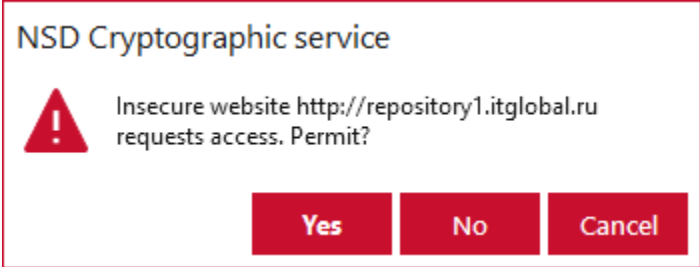 NSD Cryptographic service
Insecure website http://repository1.itglobal.ru
requests access. Permit?
Yes No Cancel